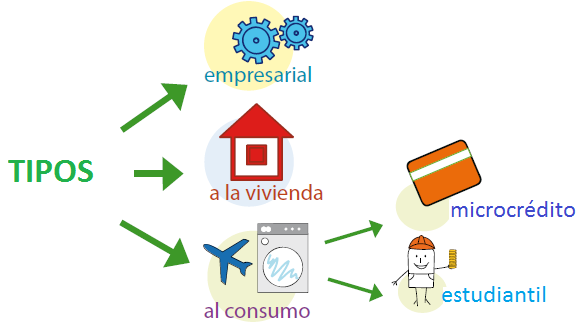 empresarial
TIPOS
a la vivienda
al consumo
microcrédito
estudiantil